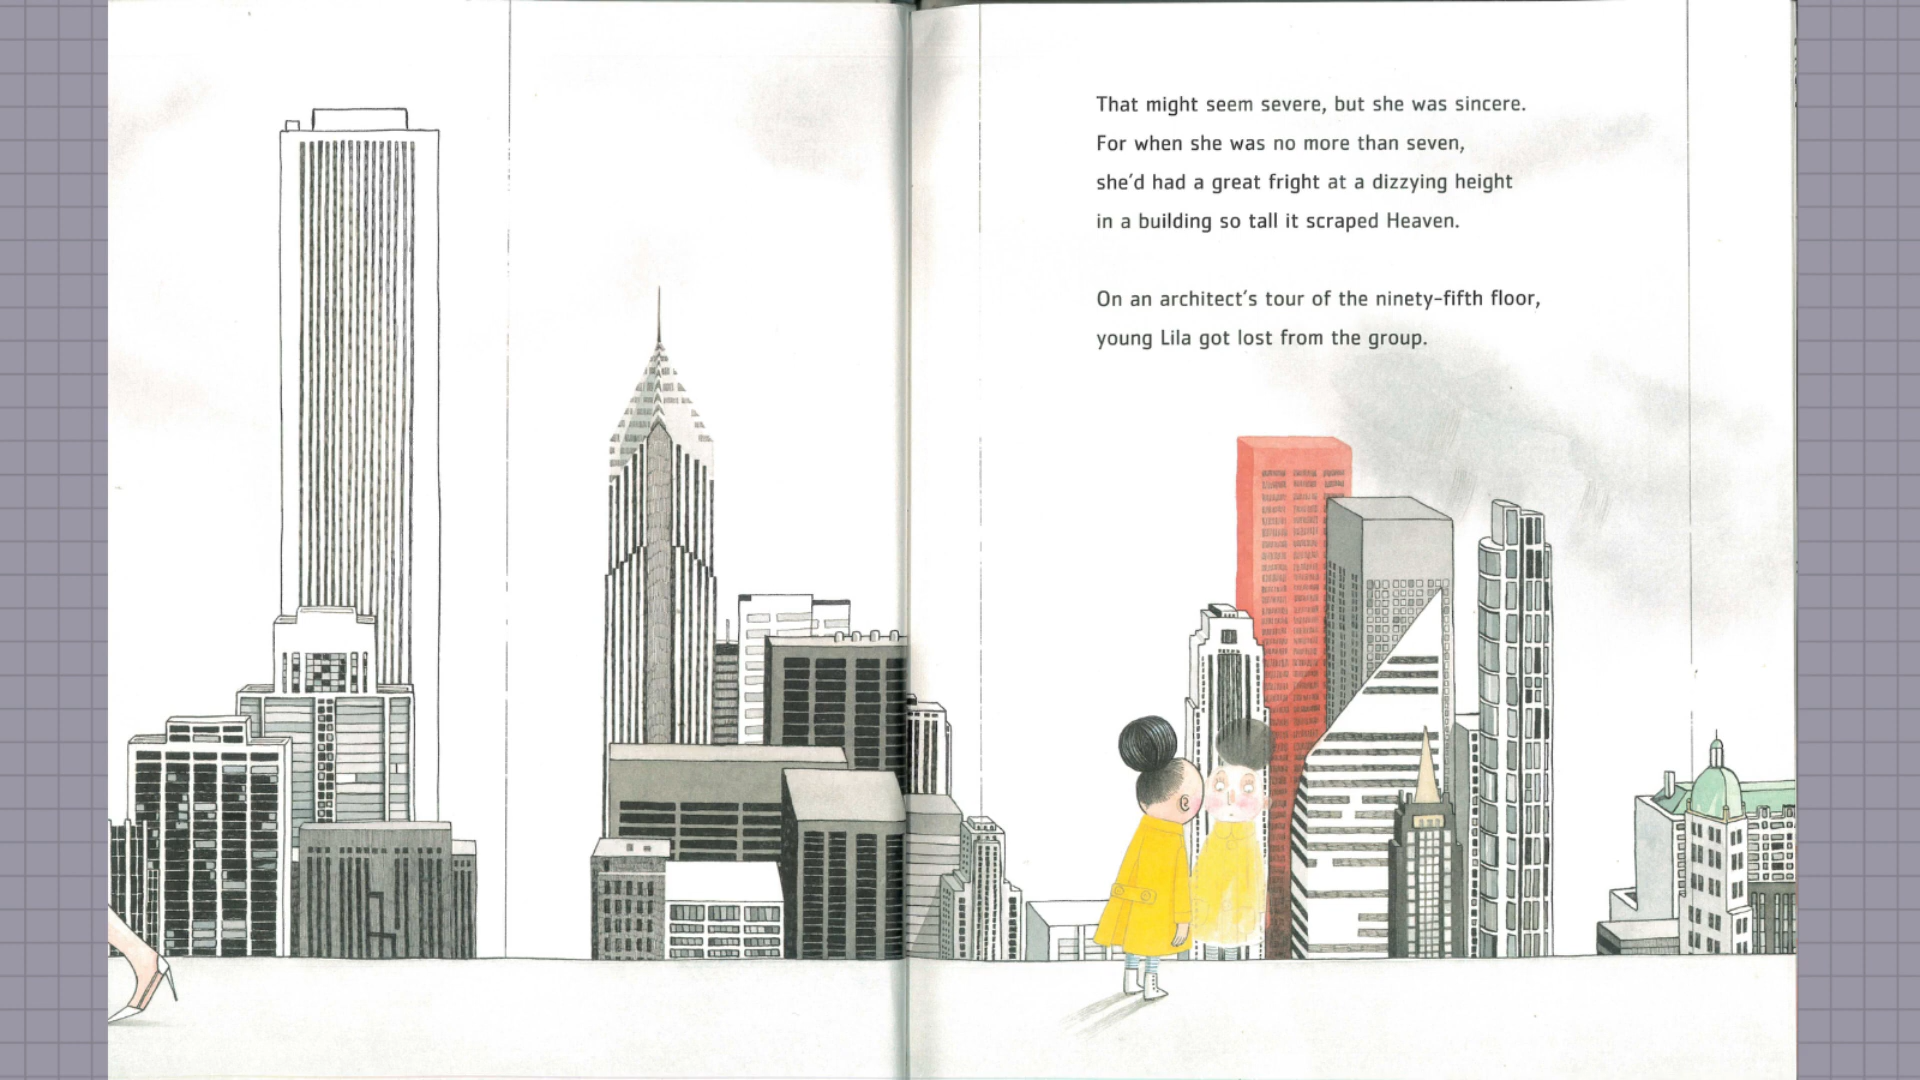 That might seem severe, but she was sincere.
For when she was no more than seven,
she'd had a great fright at a dizzying height
in a building so tall it scraped Heaven.
On an architect's tour of the ninety-fifth floor,
young Lila got lost from the group.